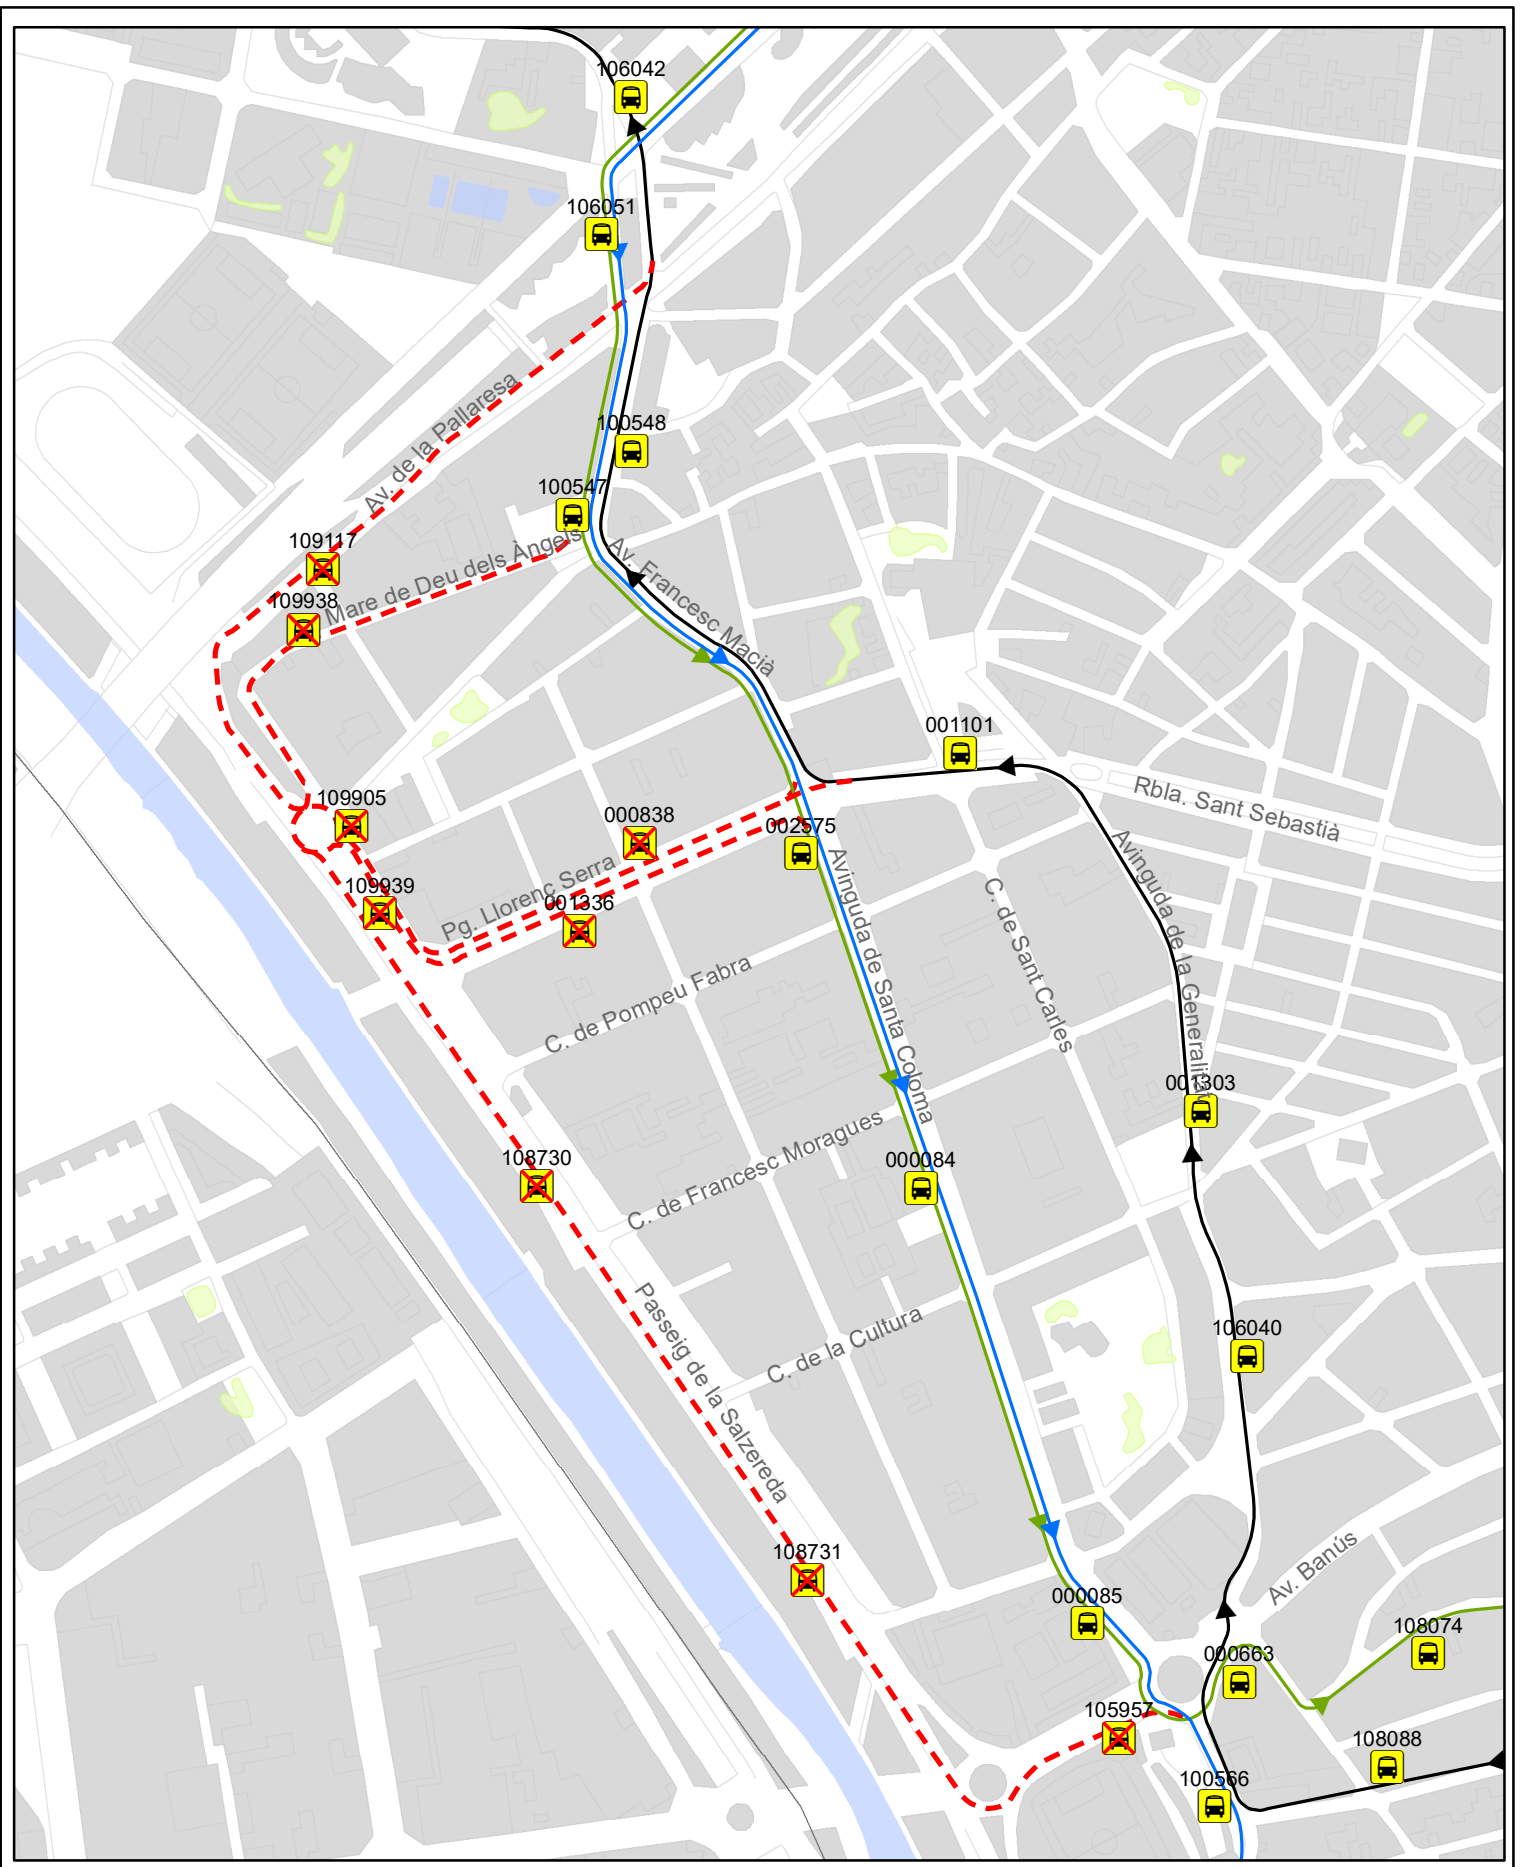 106042
106051
Av. de la Pallaresa
100548
100547
109117
Mare de Deu dels Àngels
Av. Francesc Macià
109938
001101
Rbla. Sant Sebastià
109905
000838
002575
Avinguda de la Generalitat
Avinguda de Santa Coloma
Pg. Llorenç Serra
109939
001336
C. de Sant Carles
C. de Pompeu Fabra
001303
C. de Francesc Moragues
108730
000084
Passeig de la Salzereda
C. de la Cultura
106040
108731
Av. Banús
000085
108074
000663
105957
108088
100566